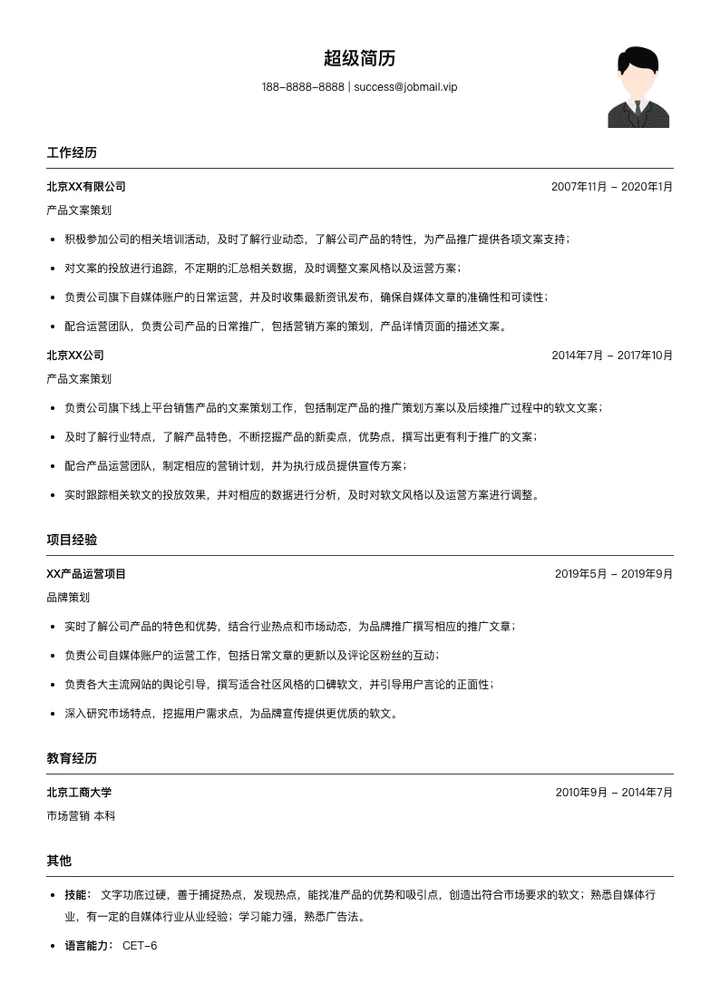 超级简历
188-8888-8888 | success@jobmail.vip
工作经历
北京XX有限公司 2007年11月 - 2020年1月
产品文案策划
• 积极参加公司的相关培训活动，及时了解行业动态，了解公司产品的特性，为产品推广提供各项文案支持；
• 对文案的投放进行追踪，不定期的汇总相关数据，及时调整文案风格以及运营方案；
• 负责公司旗下自媒体账户的日常运营，并及时收集最新资讯发布，确保自媒体文章的准确性和可读性；
• 配合运营团队，负责公司产品的日常推广，包括营销方案的策划，产品详情页面的描述文案。
北京XX公司 2014年7月 - 2017年10月
产品文案策划
• 负责公司旗下线上平台销售产品的文案策划工作，包括制定产品的推广策划方案以及后续推广过程中的软文文案；
• 及时了解行业特点，了解产品特色，不断挖掘产品的新卖点，优势点，撰写出更有利于推广的文案；
• 配合产品运营团队，制定相应的营销计划，并为执行成员提供宣传方案；
• 实时跟踪相关软文的投放效果，并对相应的数据进行分析，及时对软文风格以及运营方案进行调整。
项目经验
XX产品运营项目 2019年5月 - 2019年9月
品牌策划
• 实时了解公司产品的特色和优势，结合行业热点和市场动态，为品牌推广撰写相应的推广文章；
• 负责公司自媒体账户的运营工作，包括日常文章的更新以及评论区粉丝的互动；
• 负责各大主流网站的舆论引导，撰写适合社区风格的口碑软文，并引导用户言论的正面性；
• 深入研究市场特点，挖掘用户需求点，为品牌宣传提供更优质的软文。
教育经历
北京工商大学 2010年9月 - 2014年7月
市场营销 本科
其他
• 技能： 文字功底过硬，善于捕捉热点，发现热点，能找准产品的优势和吸引点，创造出符合市场要求的软文；熟悉自媒体行
业，有一定的自媒体行业从业经验；学习能力强，熟悉广告法。
• 语言能力： CET-6